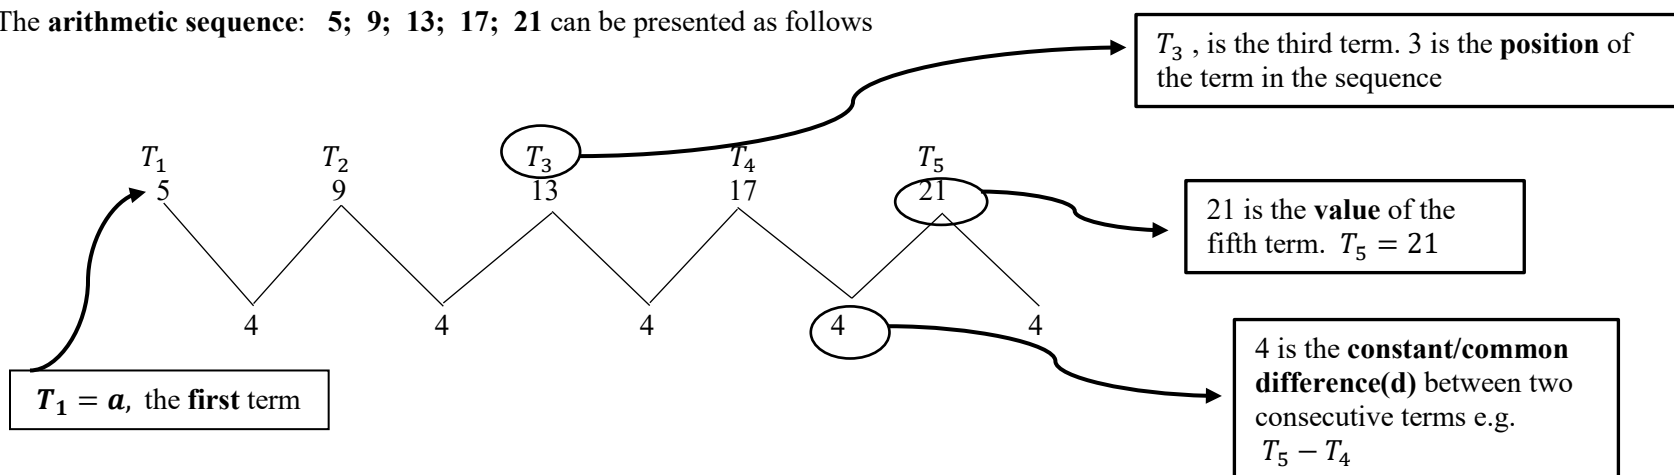 The arithmetic sequence: 5; 9; 13; 17; 21 can be presented as follows
T₃ , is the third term. 3 is the position of
the term in the sequence
T₁ T₂ T₃ T₄ T₅
5 9 13 17 21
21 is the value of the
fifth term. T₅ = 21
4 4 4 4 4
4 is the constant/common
difference(d) between two
consecutive terms e.g.
T₅ − T₄
T₁ = a, the first term